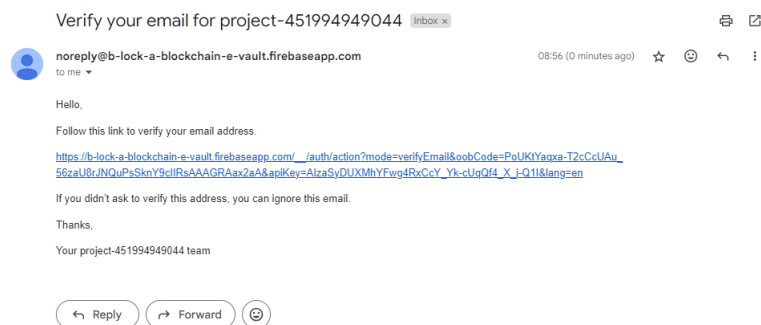 Verify your email for project-451994949044 Inbox ×
noreply@b-lock-a-blockchain-e-vault.firebaseapp.com 08:56 (0 minutes ago)
to me
Hello,
Follow this link to verify your email address.
https://b-lock-a-blockchain-e-vault.firebaseapp.com/__/auth/action?mode=verifyEmail&oobCode=PoUKtYaqxa-T2cCcUAu_
56zaU8rJNQuPsSknY9clIRsAAAGRAax2aA&apiKey=AIzaSyDUXMhYFwg4RxCcY_Yk-cUqQf4_X_j-Q1I&lang=en
If you didn't ask to verify this address, you can ignore this email.
Thanks,
Your project-451994949044 team
Reply Forward